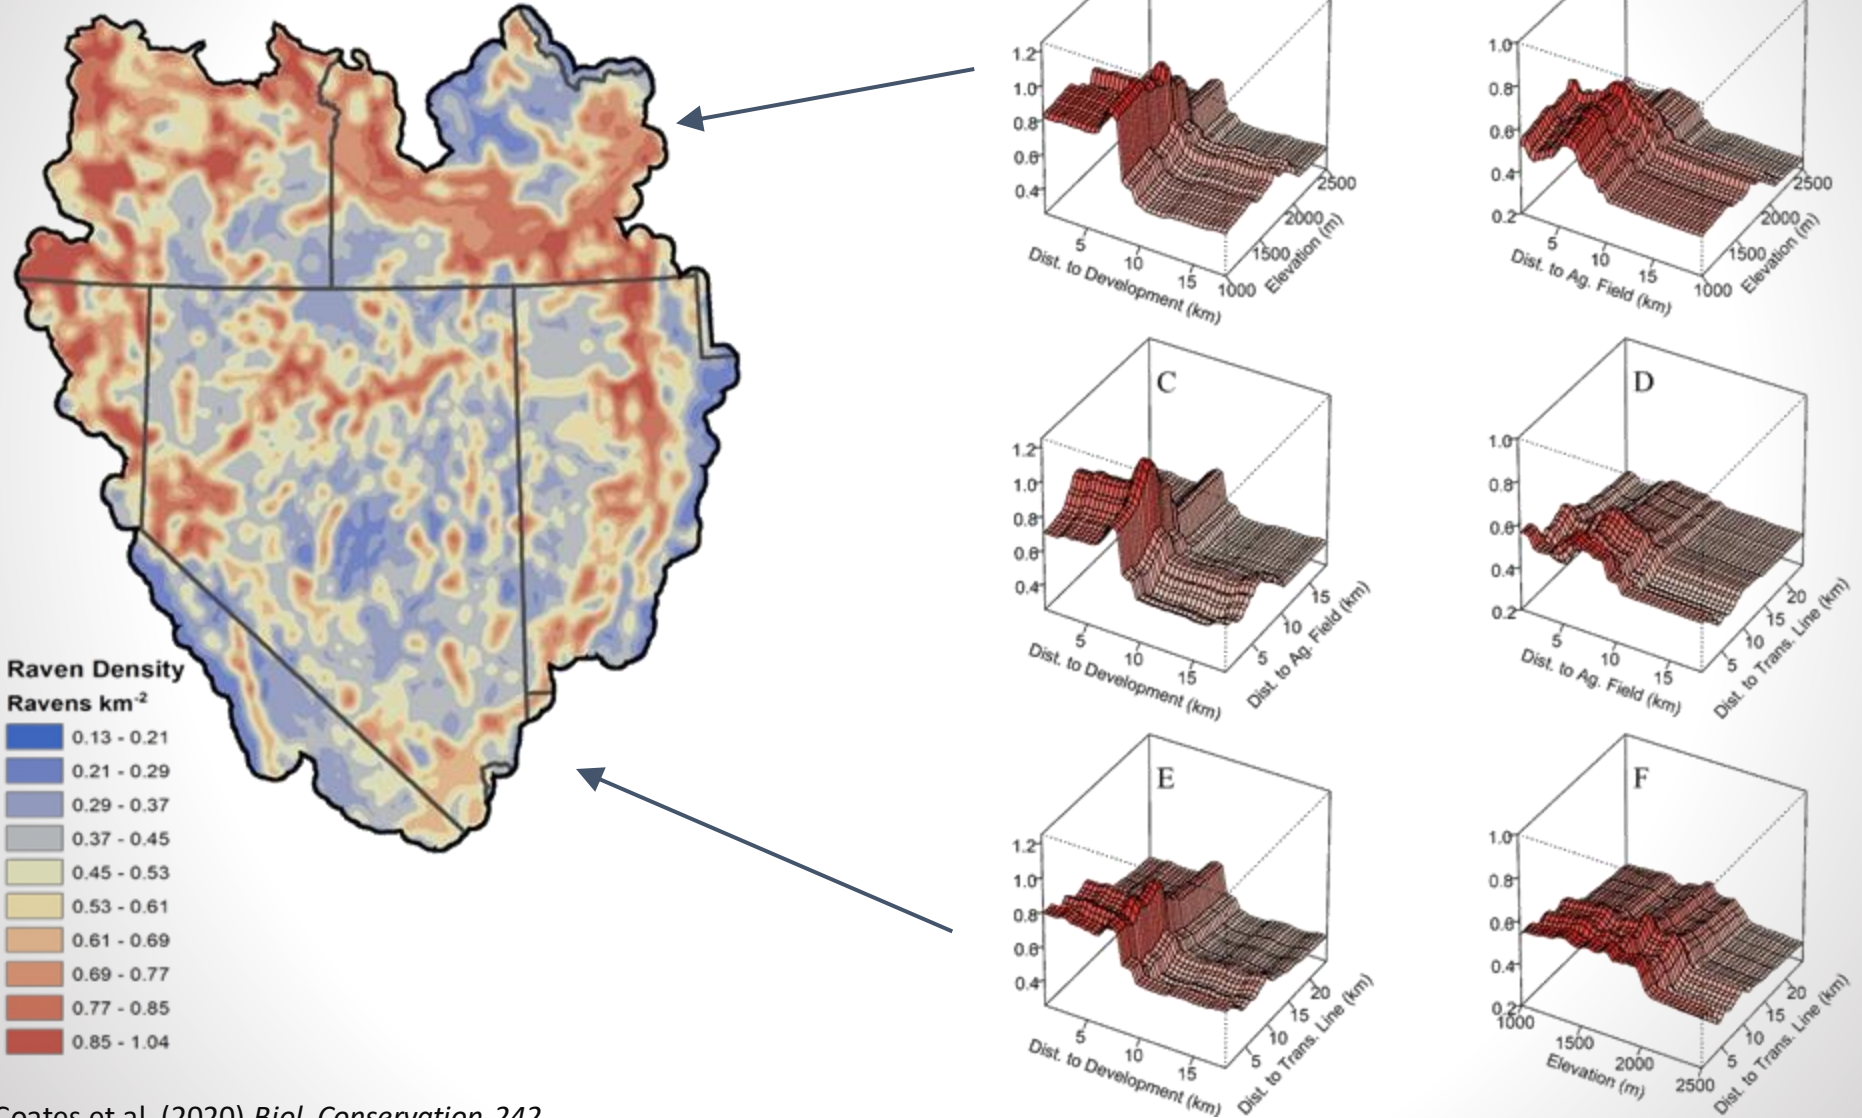 Raven Density
Ravens km-2
0.13 - 0.21
0.21 - 0.29
0.29 - 0.37
0.37 - 0.45
0.45 - 0.53
0.53 - 0.61
0.61 - 0.69
0.69 - 0.77
0.77 - 0.85
0.85 - 1.04
Coates et al. (2020) Biol. Conservation 242
1.2
1.0
0.8
0.6
0.4
5
10
15
Dist. to Development (km)
1000
1500
2000
2500
Elevation (m)
1.0
0.8
0.6
0.4
0.2
5
10
15
Dist. to Ag. Field (km)
1000
1500
2000
2500
Elevation (m)
C
1.2
1.0
0.8
0.6
0.4
5
10
15
Dist. to Development (km)
5
10
15
Dist. to Ag. Field (km)
D
1.0
0.8
0.6
0.4
0.2
5
10
15
Dist. to Ag. Field (km)
5
10
15
20
Dist. to Trans. Line (km)
E
1.2
1.0
0.8
0.6
0.4
5
10
15
Dist. to Development (km)
5
10
15
20
Dist. to Trans. Line (km)
F
1.0
0.8
0.6
0.4
0.2
1000
1500
2000
2500
Elevation (m)
5
10
15
20
Dist. to Trans. Line (km)